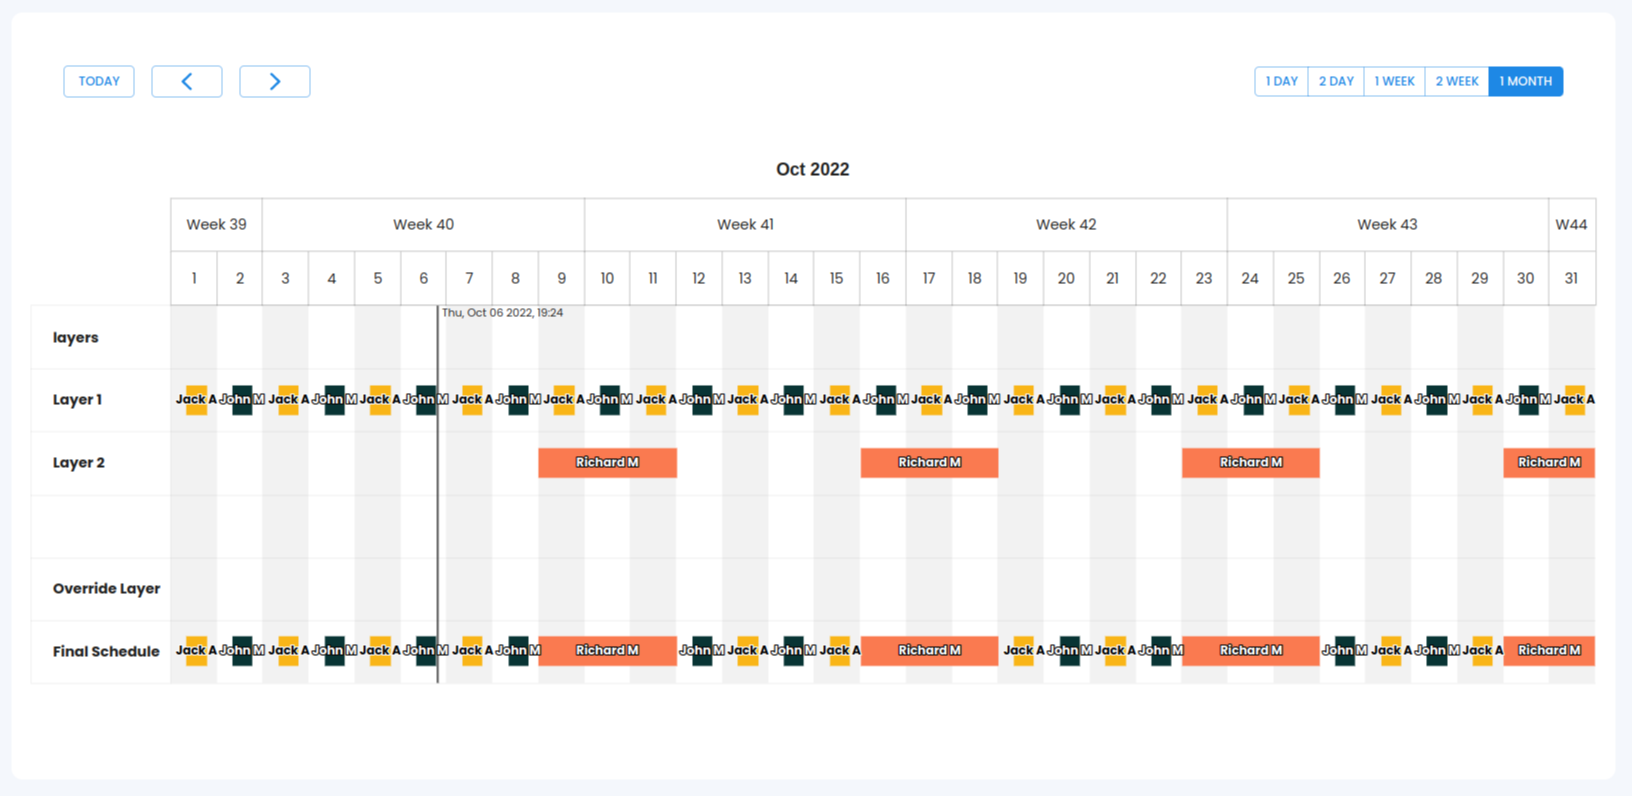 TODAY
1 DAY 2 DAY 1 WEEK 2 WEEK 1 MONTH
Oct 2022
Week 39 Week 40 Week 41 Week 42 Week 43 W44
1 2 3 4 5 6 7 8 9 10 11 12 13 14 15 16 17 18 19 20 21 22 23 24 25 26 27 28 29 30 31
Thu, Oct 06 2022, 19:24
layers
Layer 1 Jack A John M Jack A John M Jack A John M Jack A John M Jack A John M Jack A John M Jack A John M Jack A John M Jack A John M Jack A John M Jack A John M Jack A John M Jack A John M Jack A John M Jack A John M Jack A
Layer 2 Richard M Richard M Richard M Richard M
Override Layer
Final Schedule Jack A John M Jack A John M Jack A John M Jack A John M Richard M John M Jack A John M Jack A Richard M Jack A John M Jack A John M Richard M John M Jack A John M Jack A Richard M